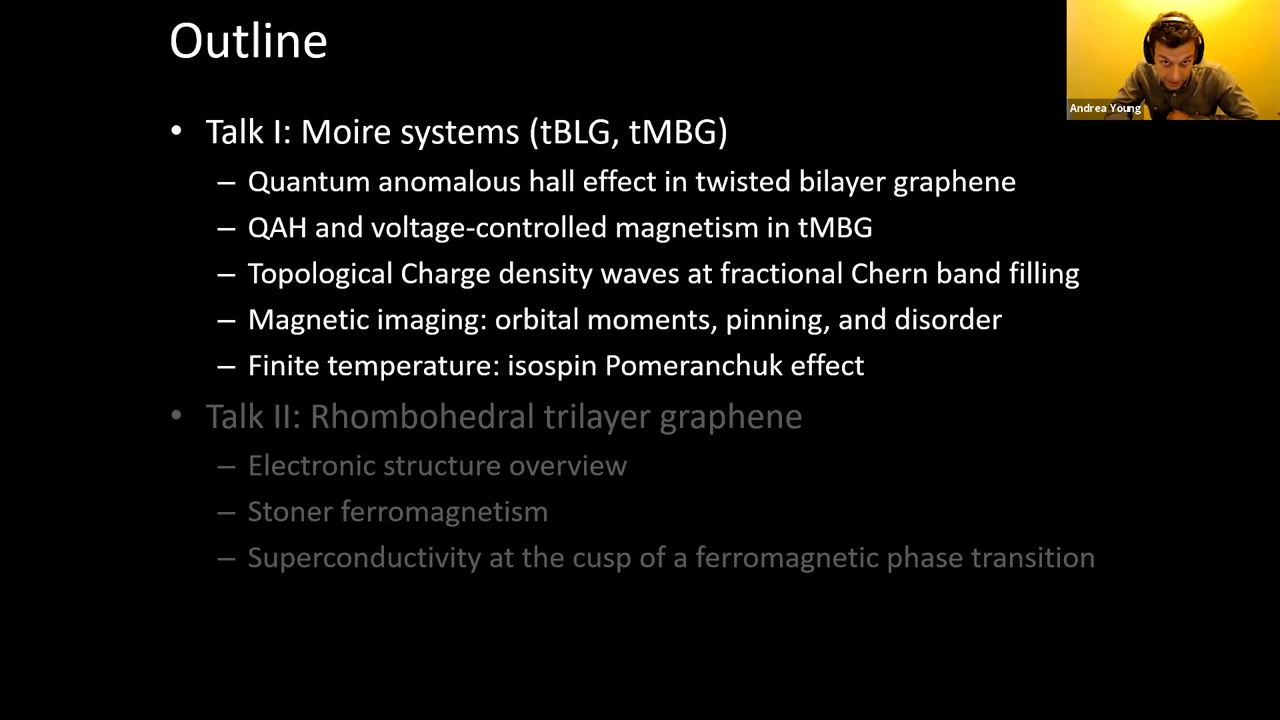 Outline
Andrea Young
• Talk I: Moire systems (tBLG, tMBG)
– Quantum anomalous hall effect in twisted bilayer graphene
– QAH and voltage-controlled magnetism in tMBG
– Topological Charge density waves at fractional Chern band filling
– Magnetic imaging: orbital moments, pinning, and disorder
– Finite temperature: isospin Pomeranchuk effect
• Talk II: Rhombohedral trilayer graphene
– Electronic structure overview
– Stoner ferromagnetism
– Superconductivity at the cusp of a ferromagnetic phase transition